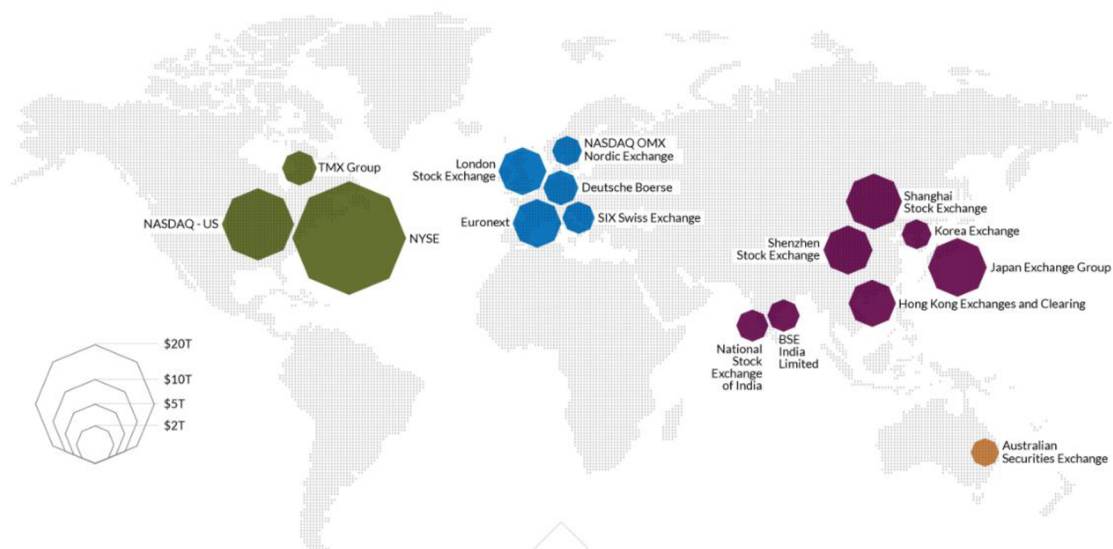 NASDAQ OMX
Nordic Exchange
London
Stock Exchange
TMX Group
Deutsche Boerse
Shanghai
Stock Exchange
NASDAQ - US
NYSE
Euronext
SIX Swiss Exchange
Korea Exchange
Shenzhen
Stock Exchange
Japan Exchange Group
Hong Kong Exchanges and Clearing
National
Stock
Exchange
of India
BSE
India
Limited
$20T
$10T
$5T
$2T
Australian
Securities Exchange